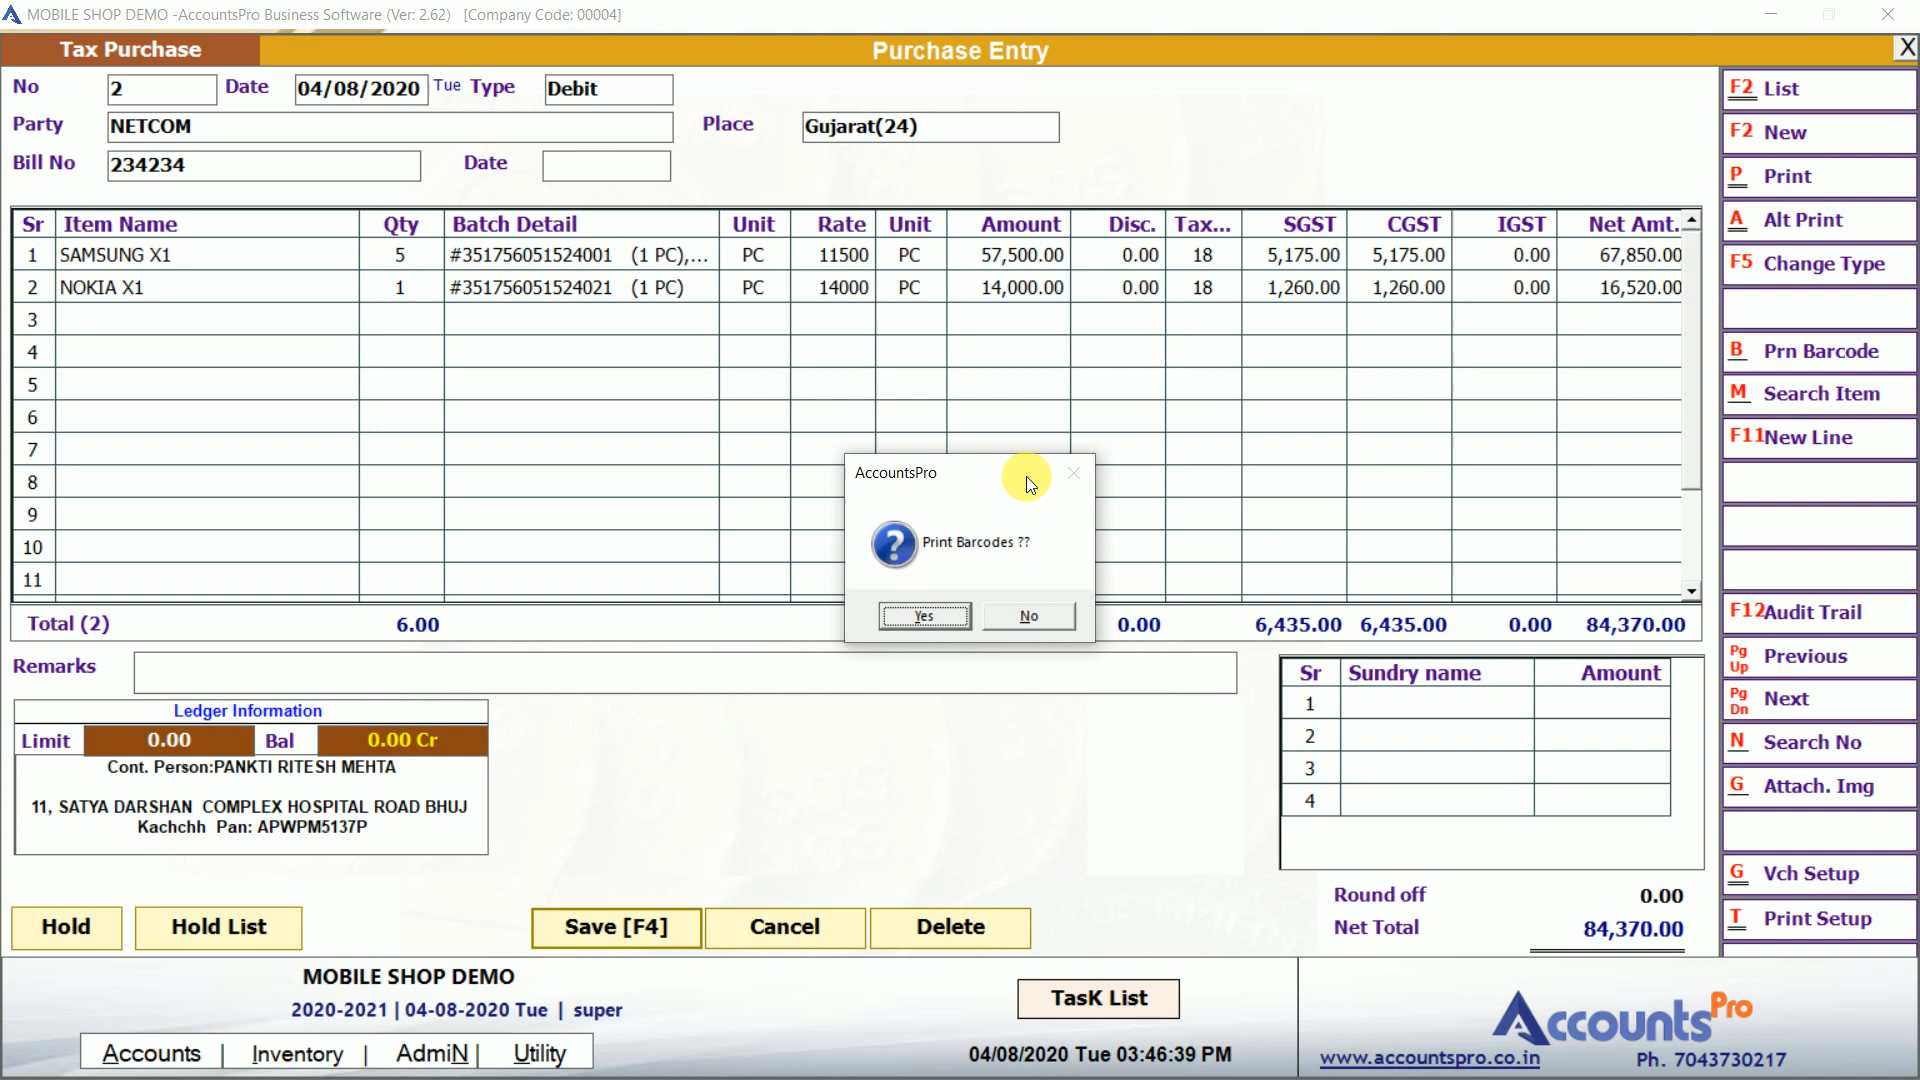 MOBILE SHOP DEMO -AccountsPro Business Software (Ver: 2.62) [Company Code: 00004]
Tax Purchase Purchase Entry X
No 2 Date 04/08/2020 Tue Type Debit
Party NETCOM Place Gujarat(24)
Bill No 234234 Date
Sr Item Name Qty Batch Detail Unit Rate Unit Amount Disc. Tax... SGST CGST IGST Net Amt.
1 SAMSUNG X1 5 #351756051524001 (1 PC),... PC 11500 PC 57,500.00 0.00 18 5,175.00 5,175.00 0.00 67,850.00
2 NOKIA X1 1 #351756051524021 (1 PC) PC 14000 PC 14,000.00 0.00 18 1,260.00 1,260.00 0.00 16,520.00
3
4
5
6
7
8
9
10
11
AccountsPro
? Print Barcodes ??
Yes No
Total (2) 6.00 0.00 6,435.00 6,435.00 0.00 84,370.00
Remarks
Sr Sundry name Amount
1
2
3
4
Ledger Information
Limit 0.00 Bal 0.00 Cr
Cont. Person:PANKTI RITESH MEHTA
11, SATYA DARSHAN COMPLEX HOSPITAL ROAD BHUJ
Kachchh Pan: APWPM5137P
Round off 0.00
Net Total 84,370.00
Hold Hold List Save [F4] Cancel Delete
F2 List
F2 New
P Print
A Alt Print
F5 Change Type
B Prn Barcode
M Search Item
F11 New Line
F12 Audit Trail
Pg Up Previous
Pg Dn Next
N Search No
G Attach. Img
G Vch Setup
T Print Setup
MOBILE SHOP DEMO
2020-2021 | 04-08-2020 Tue | super
Accounts | Inventory | AdmiN | Utility
TasK List
04/08/2020 Tue 03:46:39 PM
AccountsPro
www.accountspro.co.in Ph. 7043730217